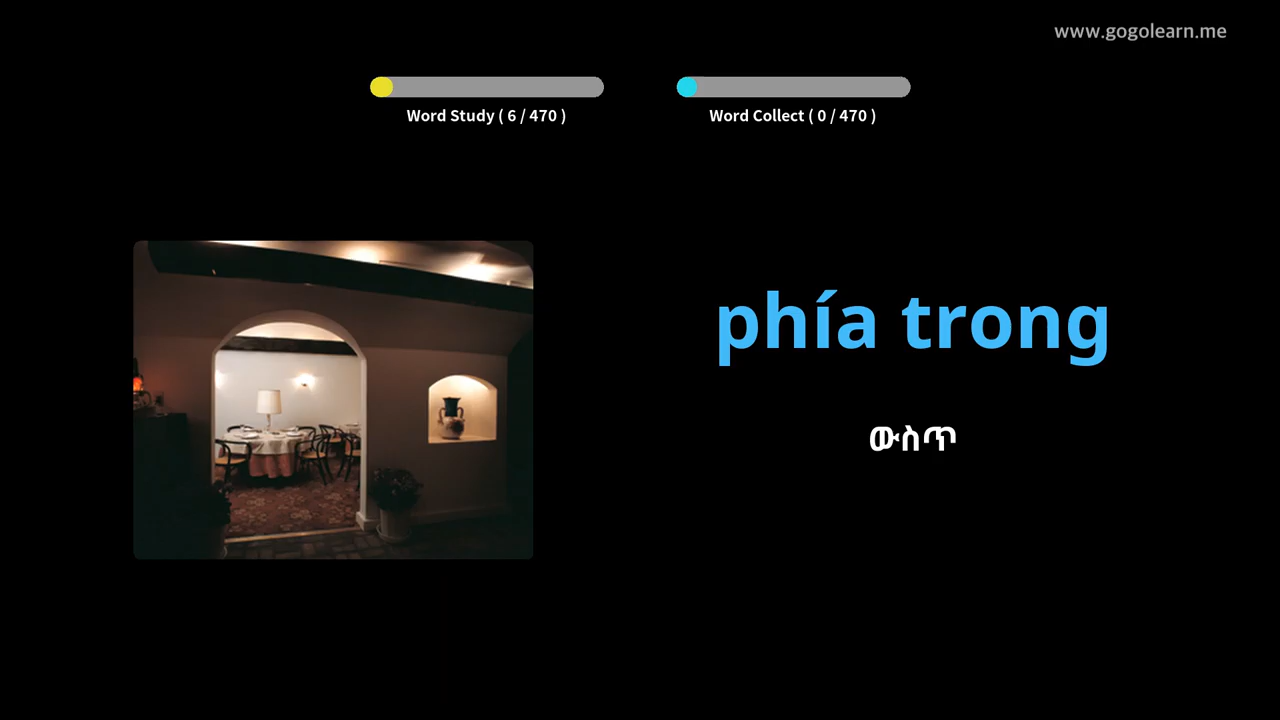 www.gogolearn.me
Word Study ( 6 / 470 )
Word Collect ( 0 / 470 )
phía trong
ውስጥ